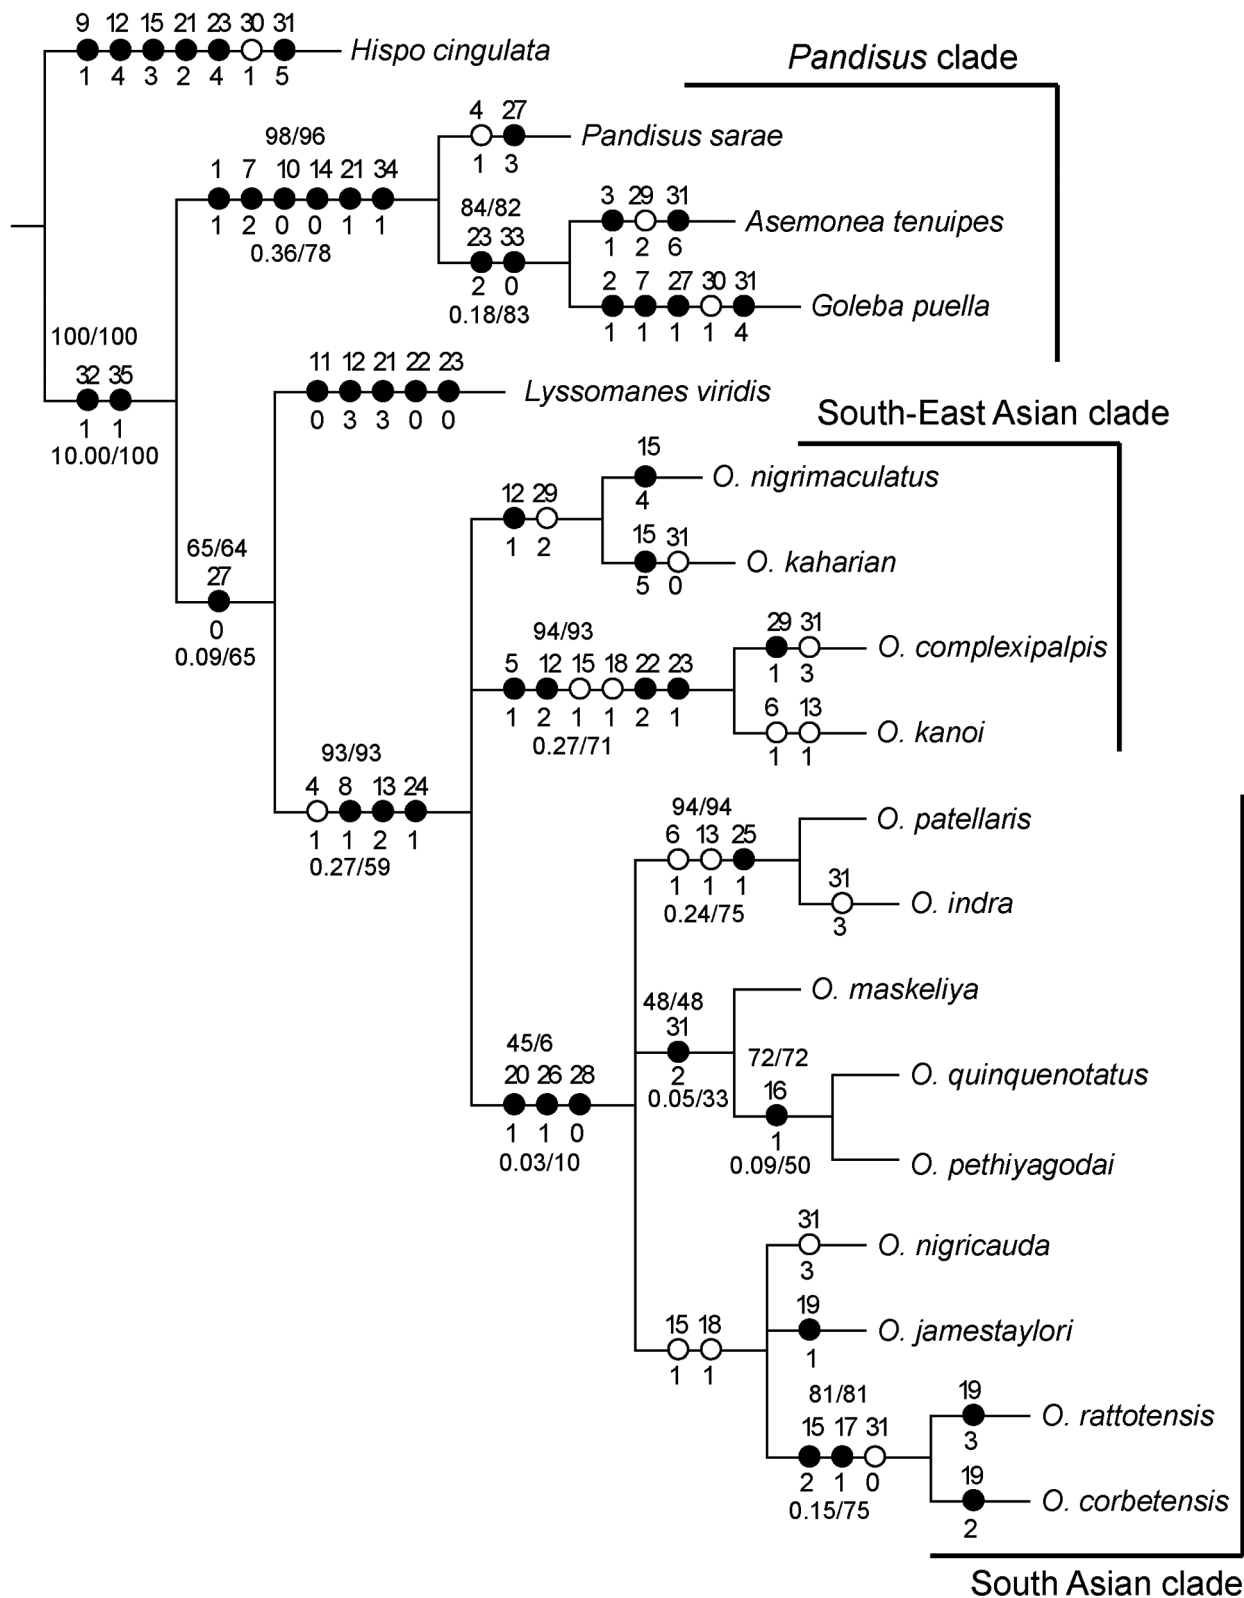 9 12 15 21 23 30 31
Hispo cingulata
1 4 3 2 4 1 5
Pandisus clade
4 27
Pandisus sarae
1 3
98/96
1 7 10 14 21 34
1 2 0 0 1 1
0.36/78
3 29 31
Asemonea tenuipes
1 2 6
84/82
23 33
2 0
0.18/83
2 7 27 30 31
Goleba puella
1 1 1 1 4
100/100
32 35
1 1
10.00/100
11 12 21 22 23
Lyssomanes viridis
0 3 3 0 0
South-East Asian clade
15
O. nigrimaculatus
4
12 29
1 2
15 31
O. kaharian
5 0
65/64
27
0
0.09/65
29 31
O. complexipalpis
1 3
94/93
5 12 15 18 22 23
1 2 1 1 2 1
0.27/71
6 13
O. kanoi
1 1
93/93
4 8 13 24
1 1 2 1
0.27/59
O. patellaris
94/94
6 13 25
1 1 1
0.24/75
31
O. indra
3
O. maskeliya
48/48
31
2
0.05/33
45/6
20 26 28
1 1 0
0.03/10
O. quinquenotatus
72/72
16
1
0.09/50
O. pethiyagodai
31
O. nigricauda
3
19
O. jamestaylori
1
15 18
1 1
19
O. rattotensis
3
81/81
15 17 31
2 1 0
0.15/75
19
O. corbetensis
2
South Asian clade